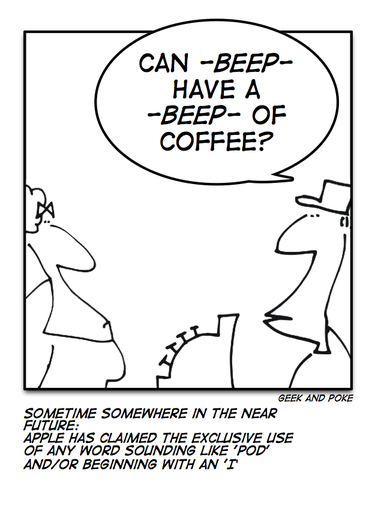 CAN -BEEP-
HAVE A
-BEEP- OF
COFFEE?
GEEK AND POKE
SOMETIME SOMEWHERE IN THE NEAR
FUTURE:
APPLE HAS CLAIMED THE EXCLUSIVE USE
OF ANY WORD SOUNDING LIKE 'POD'
AND/OR BEGINNING WITH AN 'I'